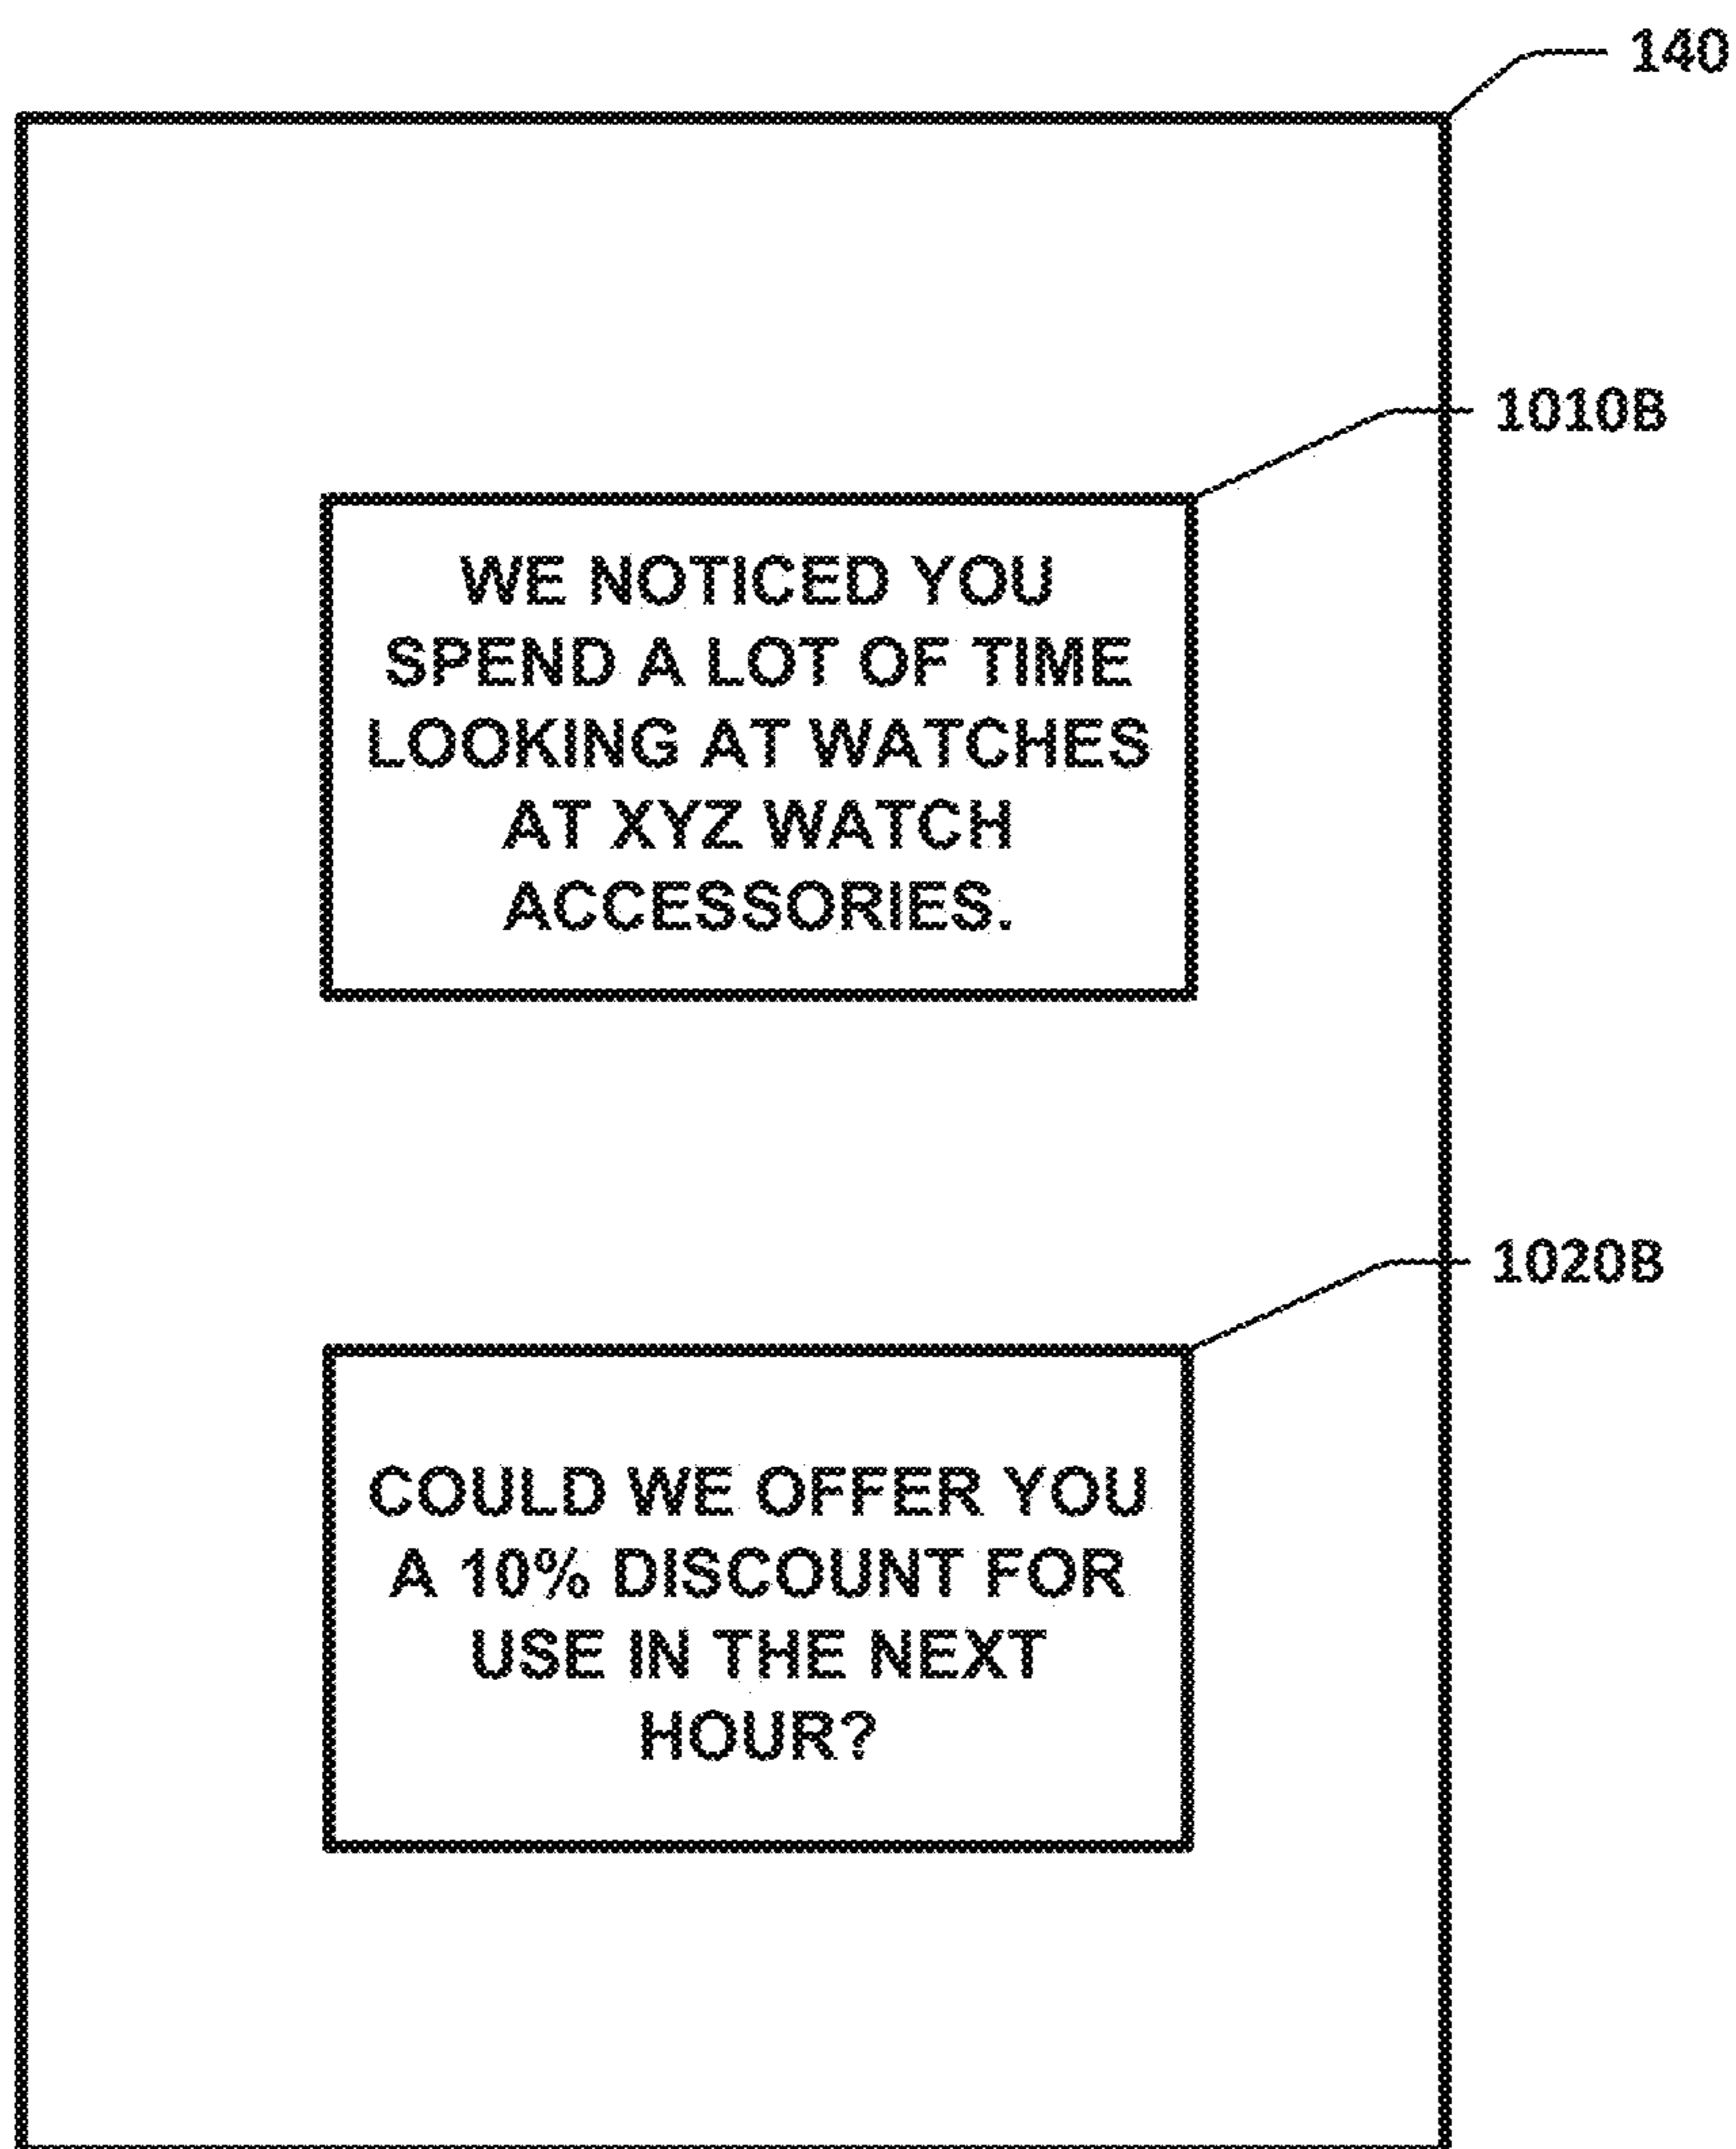 140
1010B
WE NOTICED YOU
SPEND A LOT OF TIME
LOOKING AT WATCHES
AT XYZ WATCH
ACCESSORIES.
1020B
COULD WE OFFER YOU
A 10% DISCOUNT FOR
USE IN THE NEXT
HOUR?